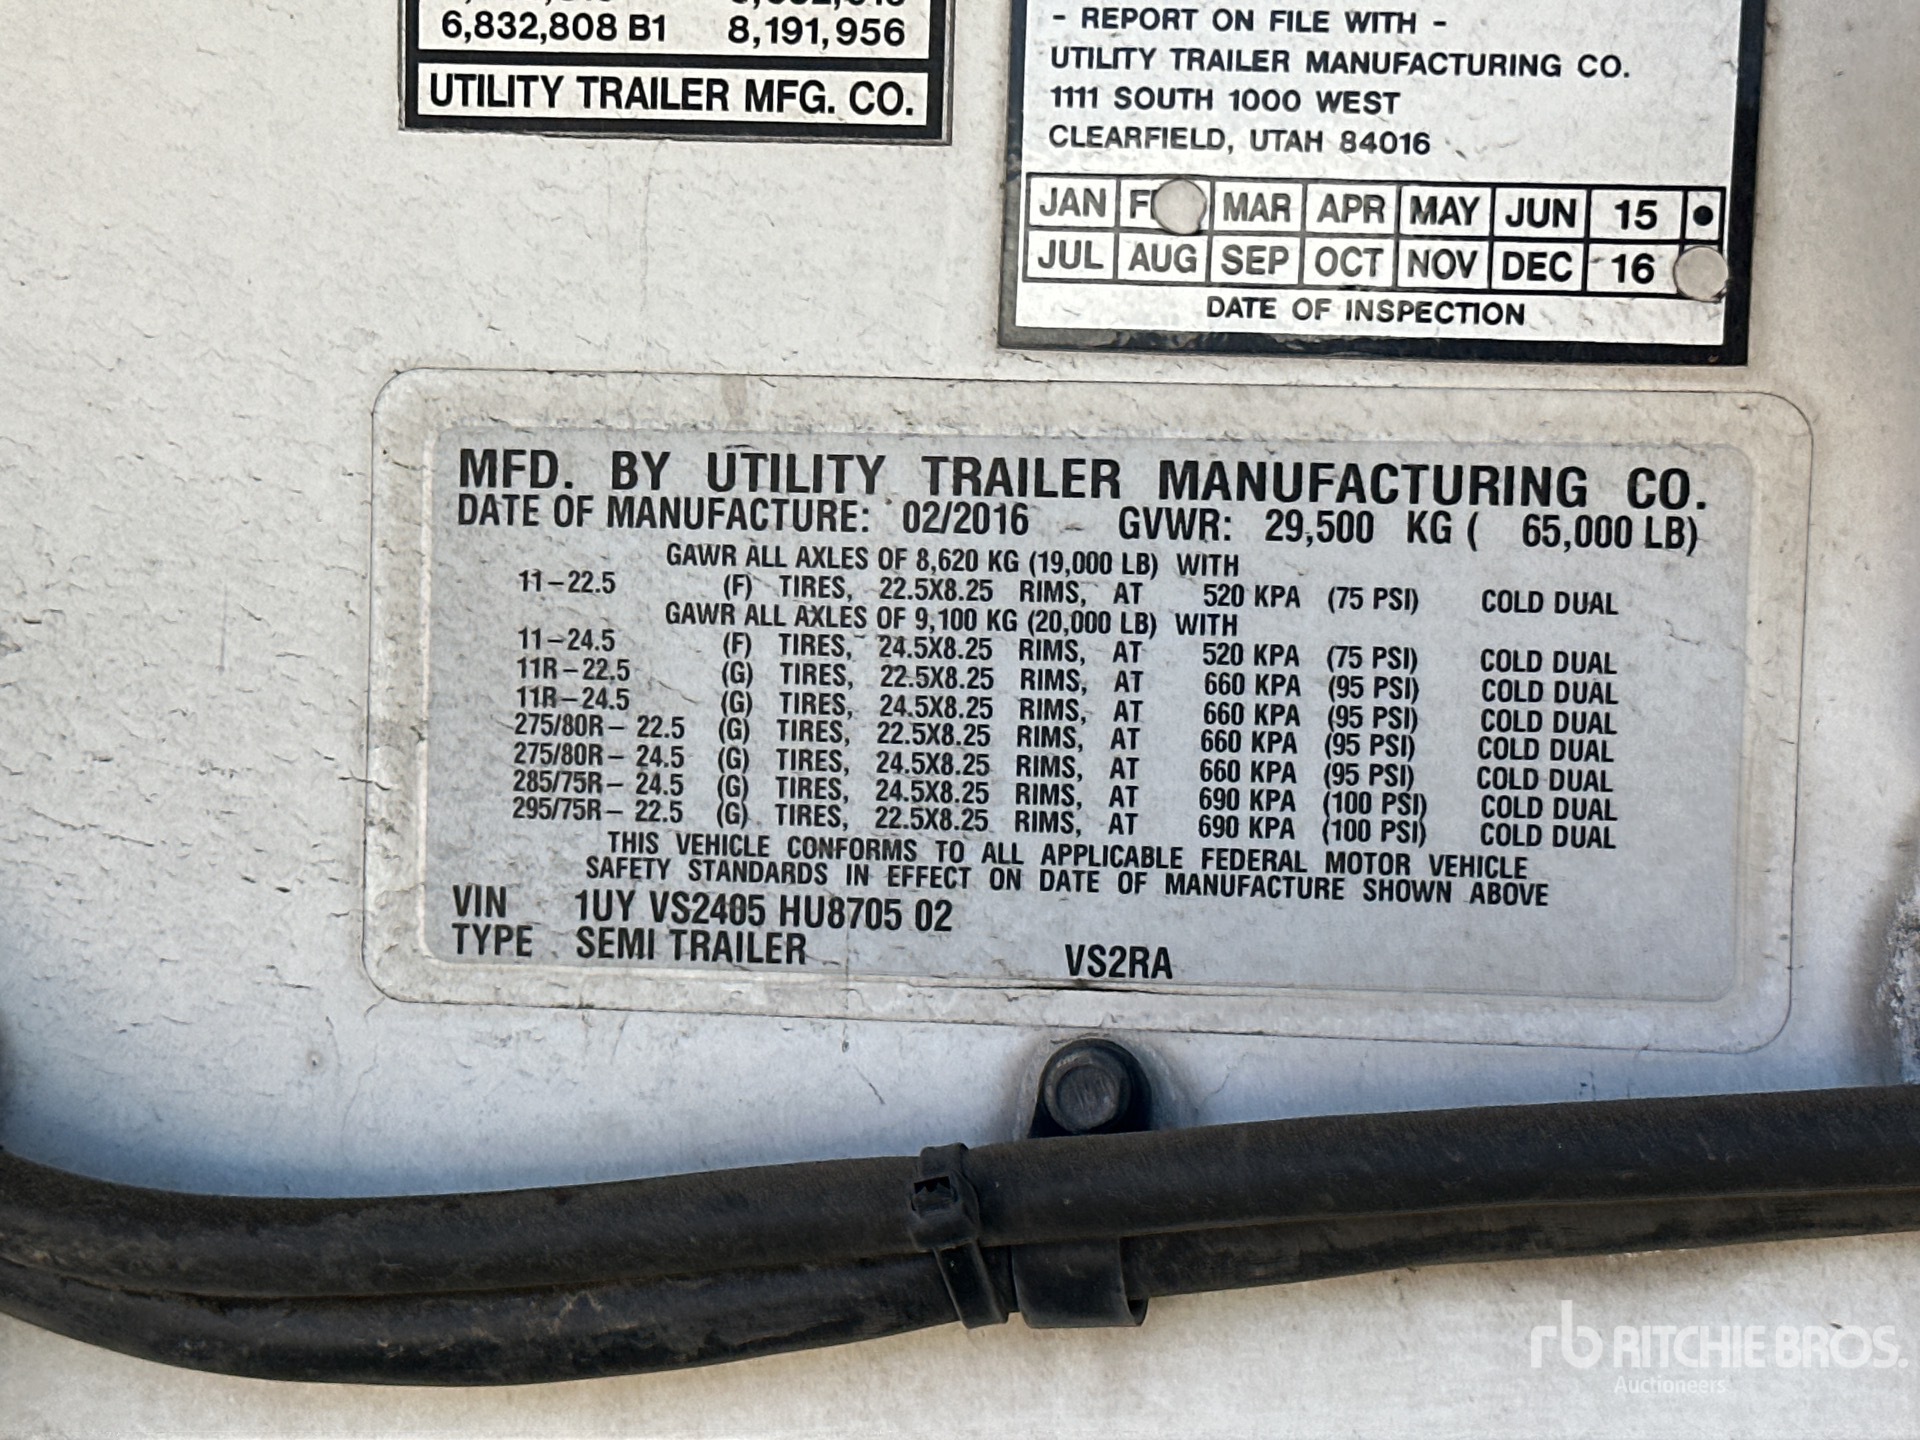 6,832,808 B1 8,191,956
UTILITY TRAILER MFG. CO.
- REPORT ON FILE WITH -
UTILITY TRAILER MANUFACTURING CO.
1111 SOUTH 1000 WEST
CLEARFIELD, UTAH 84016
JAN MAR APR MAY JUN 15 •
JUL AUG SEP OCT NOV DEC 16
DATE OF INSPECTION
MFD. BY UTILITY TRAILER MANUFACTURING CO.
DATE OF MANUFACTURE: 02/2016 GVWR: 29,500 KG ( 65,000 LB)
GAWR ALL AXLES OF 8,620 KG (19,000 LB) WITH
11-22.5 (F) TIRES, 22.5X8.25 RIMS, AT 520 KPA (75 PSI) COLD DUAL
GAWR ALL AXLES OF 9,100 KG (20,000 LB) WITH
11-24.5 (F) TIRES, 24.5X8.25 RIMS, AT 520 KPA (75 PSI) COLD DUAL
11R-22.5 (G) TIRES, 22.5X8.25 RIMS, AT 660 KPA (95 PSI) COLD DUAL
11R-24.5 (G) TIRES, 24.5X8.25 RIMS, AT 660 KPA (95 PSI) COLD DUAL
275/80R- 22.5 (G) TIRES, 22.5X8.25 RIMS, AT 660 KPA (95 PSI) COLD DUAL
275/80R- 24.5 (G) TIRES, 24.5X8.25 RIMS, AT 660 KPA (95 PSI) COLD DUAL
285/75R- 24.5 (G) TIRES, 24.5X8.25 RIMS, AT 690 KPA (100 PSI) COLD DUAL
295/75R- 22.5 (G) TIRES, 22.5X8.25 RIMS, AT 690 KPA (100 PSI) COLD DUAL
THIS VEHICLE CONFORMS TO ALL APPLICABLE FEDERAL MOTOR VEHICLE
SAFETY STANDARDS IN EFFECT ON DATE OF MANUFACTURE SHOWN ABOVE
VIN 1UY VS2405 HU8705 02
TYPE SEMI TRAILER VS2RA
rb RITCHIE BROS.
Auctioneers